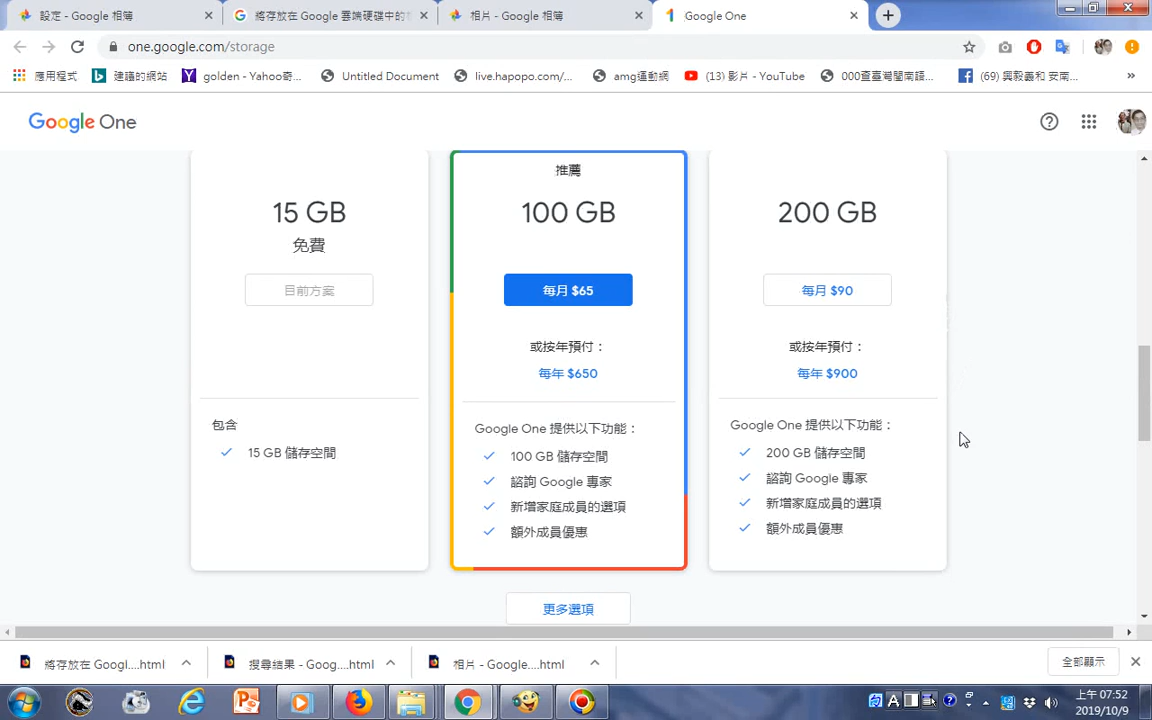 設定 - Google 相簿
將存放在 Google 雲端硬碟中的
相片 - Google 相簿
Google One
one.google.com/storage
應用程式
建議的網站
golden - Yahoo奇...
Untitled Document
live.hapopo.com/...
amg運動網
(13) 影片 - YouTube
000查臺灣閩南語...
(69) 興毅義和 安南...
Google One
15 GB
免費
目前方案
包含
15 GB 儲存空間
推薦
100 GB
每月 $65
或按年預付：
每年 $650
Google One 提供以下功能：
100 GB 儲存空間
諮詢 Google 專家
新增家庭成員的選項
額外成員優惠
200 GB
每月 $90
或按年預付：
每年 $900
Google One 提供以下功能：
200 GB 儲存空間
諮詢 Google 專家
新增家庭成員的選項
額外成員優惠
更多選項
將存放在 Googl....html
搜尋結果 - Goog....html
相片 - Google....html
全部顯示
上午 07:52
2019/10/9